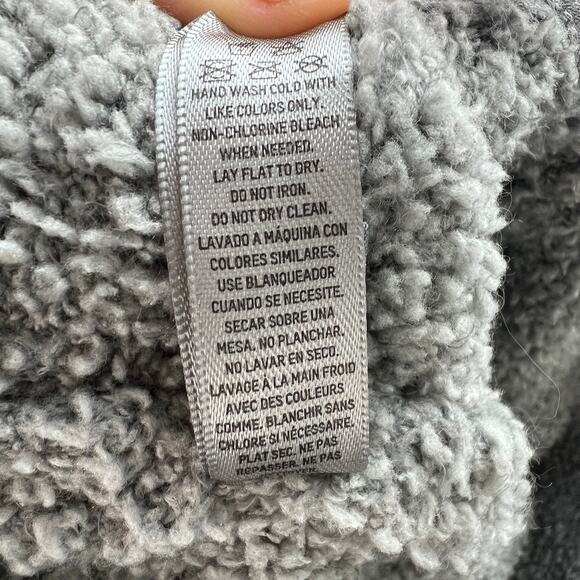 HAND WASH COLD WITH
LIKE COLORS ONLY.
NON-CHLORINE BLEACH
WHEN NEEDED.
LAY FLAT TO DRY.
DO NOT IRON.
DO NOT DRY CLEAN.
LAVADO A MÁQUINA CON
COLORES SIMILARES.
USE BLANQUEADOR
CUANDO SE NECESITE.
SECAR SOBRE UNA
MESA. NO PLANCHAR.
NO LAVAR EN SECO.
LAVAGE À LA MAIN FROID
AVEC DES COULEURS
COMME. BLANCHIR SANS
CHLORE SI NÉCESSAIRE.
PLAT SEC. NE PAS
REPASSER. NE PAS